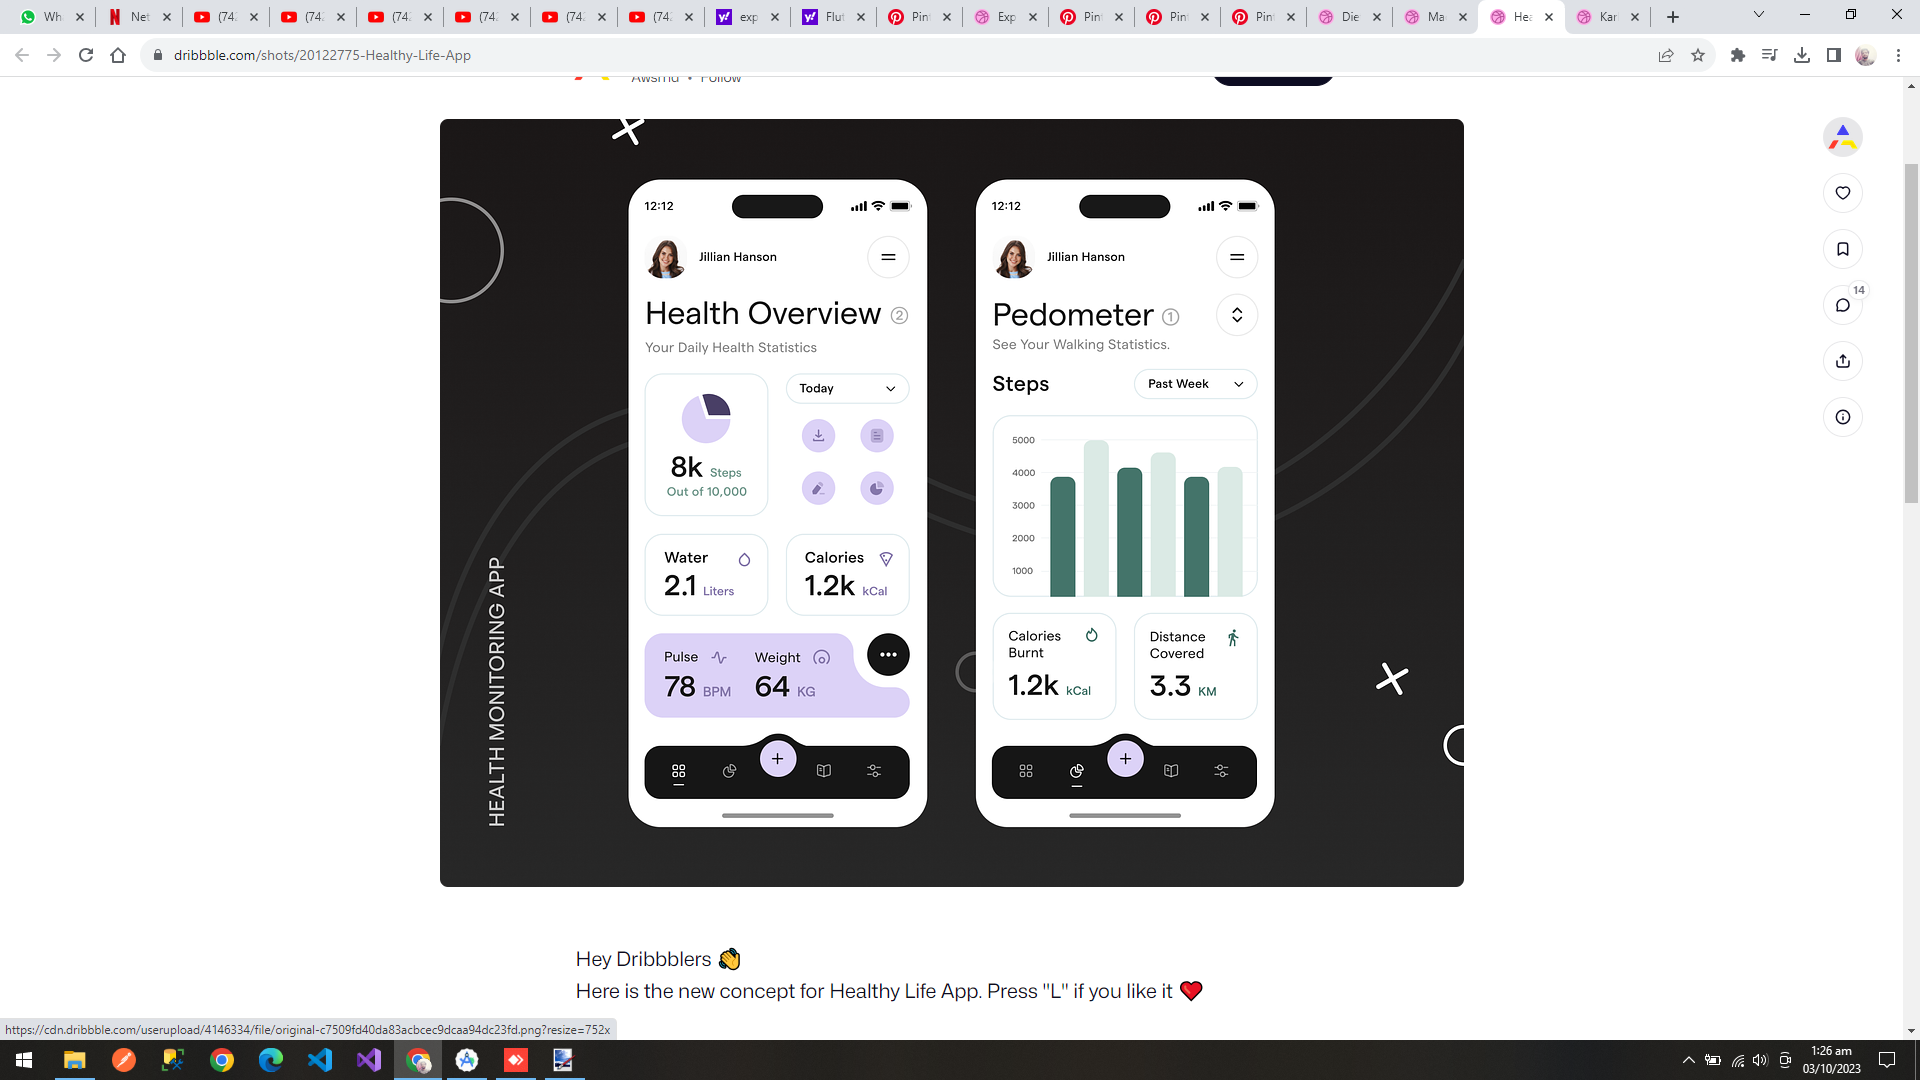 Wh
Net
(74
(74
(74
(74
(74
(74
exp
Flut
Pin
Exp
Pin
Pin
Pin
Die
Ma
Hea
Kar
dribbble.com/shots/20122775-Healthy-Life-App
Awsmd • Follow
14
HEALTH MONITORING APP
12:12
Jillian Hanson
Health Overview 2
Your Daily Health Statistics
Today
8k Steps
Out of 10,000
Water
2.1 Liters
Calories
1.2k kCal
Pulse
78 BPM
Weight
64 KG
12:12
Jillian Hanson
Pedometer 1
See Your Walking Statistics.
Steps
Past Week
5000
4000
3000
2000
1000
Calories
Burnt
1.2k kCal
Distance
Covered
3.3 KM
Hey Dribbblers 👋
Here is the new concept for Healthy Life App. Press "L" if you like it ❤️
https://cdn.dribbble.com/userupload/4146334/file/original-c7509fd40da83acbcec9dcaa94dc23fd.png?resize=752x
1:26 am
03/10/2023